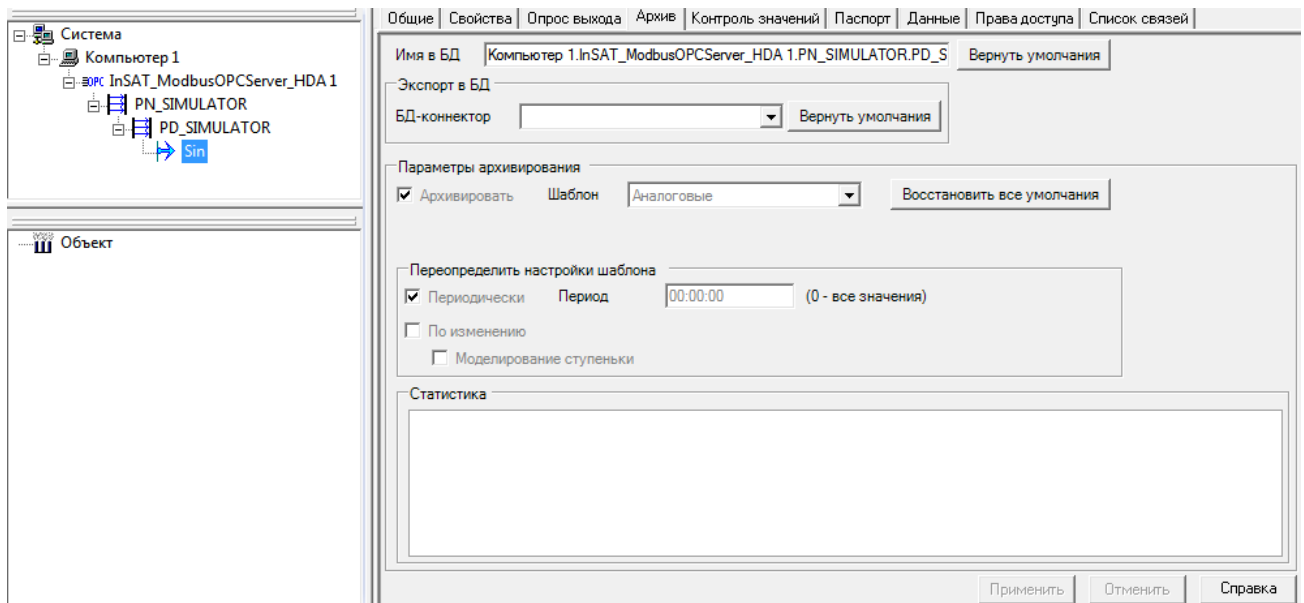 Система
Компьютер 1
OPC InSAT_ModbusOPCServer_HDA 1
PN_SIMULATOR
PD_SIMULATOR
Sin
Объект
Общие Свойства Опрос выхода Архив Контроль значений Паспорт Данные Права доступа Список связей
Имя в БД Компьютер 1.InSAT_ModbusOPCServer_HDA 1.PN_SIMULATOR.PD_S Вернуть умолчания
Экспорт в БД
БД-коннектор Вернуть умолчания
Параметры архивирования
Архивировать Шаблон Аналоговые Восстановить все умолчания
Переопределить настройки шаблона
Периодически Период 00:00:00 (0 - все значения)
По изменению
Моделирование ступеньки
Статистика
Применить Отменить Справка